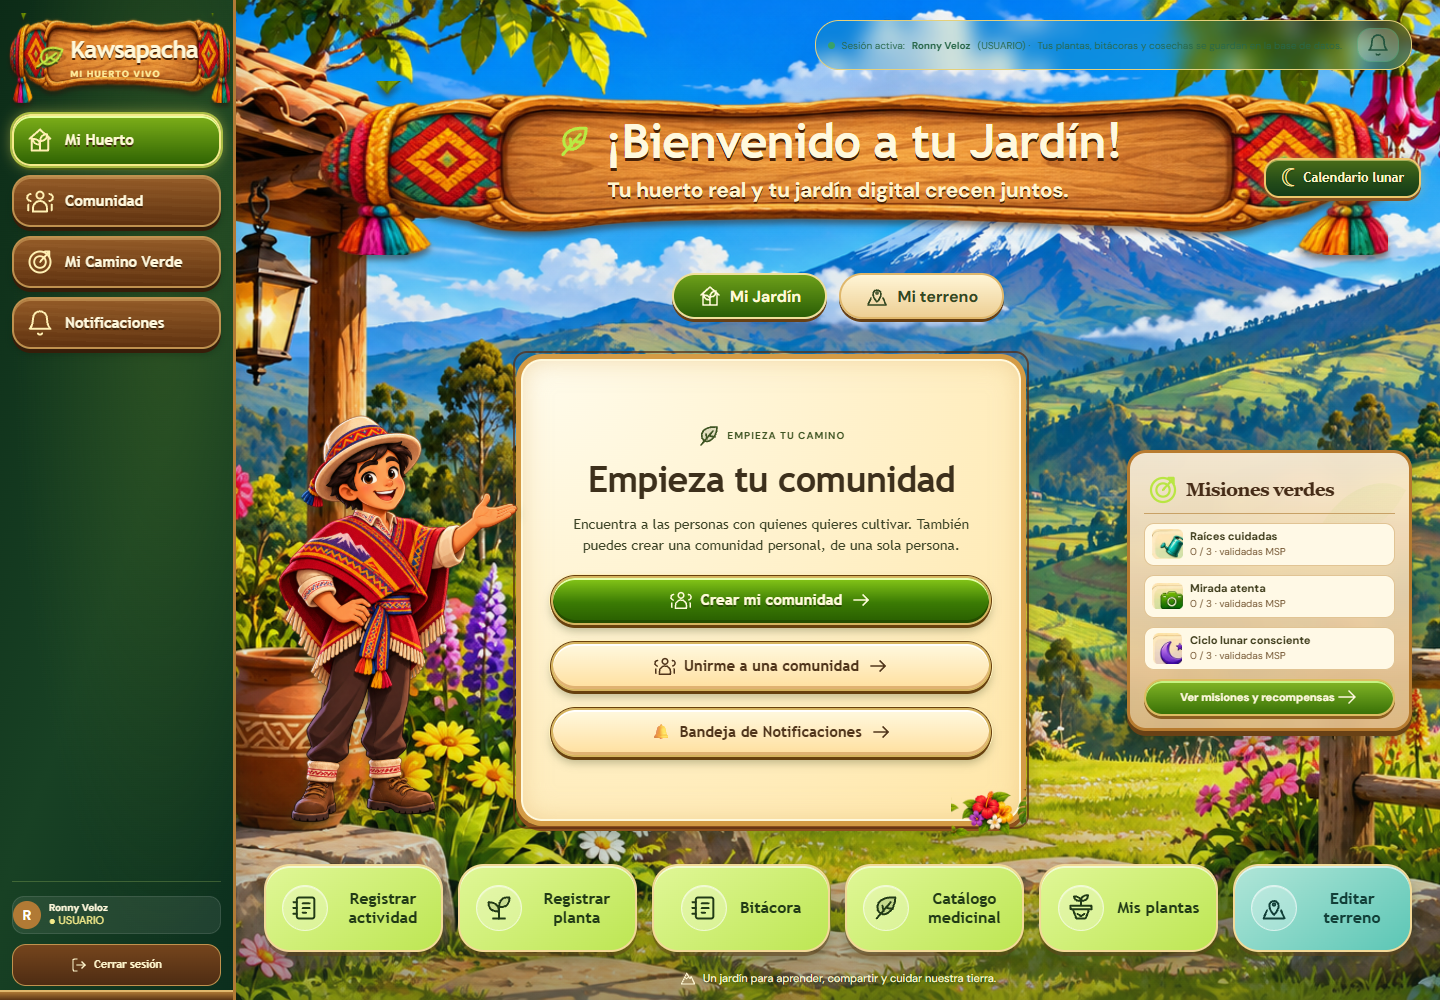 Kawsapacha
MI HUERTO VIVO
Mi Huerto
Comunidad
Mi Camino Verde
Notificaciones
R
Ronny Veloz
● USUARIO
Cerrar sesión
Sesión activa: Ronny Veloz (USUARIO) · Tus plantas, bitácoras y cosechas se guardan
¡Bienvenido a tu Jardín!
Tu huerto real y tu jardín digital crecen juntos.
Calendario lunar
Mi Jardín
Mi terreno
EMPIEZA TU CAMINO
Empieza tu comunidad
Encuentra a las personas con quienes quieres cultivar. También
puedes crear una comunidad personal, de una sola persona.
Crear mi comunidad →
Unirme a una comunidad →
Bandeja de Notificaciones →
Misiones verdes
Raíces cuidadas
0 / 3 · validadas MSP
Mirada atenta
0 / 3 · validadas MSP
Ciclo lunar consciente
0 / 3 · validadas MSP
Ver misiones y recompensas →
Registrar
actividad
Registrar
planta
Bitácora
Catálogo
medicinal
Mis plantas
Editar
terreno
Un jardín para aprender, compartir y cuidar nuestra tierra.